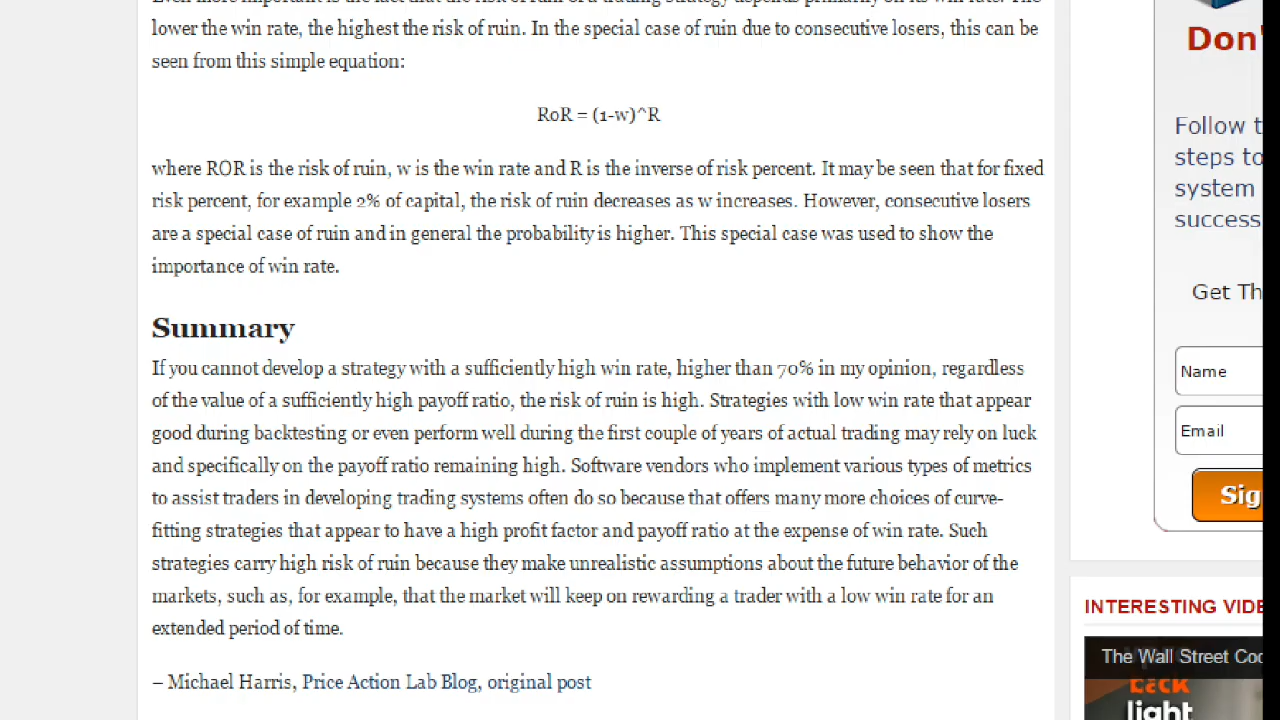 lower the win rate, the highest the risk of ruin. In the special case of ruin due to consecutive losers, this can be
seen from this simple equation:
RoR = (1-w)^R
where ROR is the risk of ruin, w is the win rate and R is the inverse of risk percent. It may be seen that for fixed
risk percent, for example 2% of capital, the risk of ruin decreases as w increases. However, consecutive losers
are a special case of ruin and in general the probability is higher. This special case was used to show the
importance of win rate.
Summary
If you cannot develop a strategy with a sufficiently high win rate, higher than 70% in my opinion, regardless
of the value of a sufficiently high payoff ratio, the risk of ruin is high. Strategies with low win rate that appear
good during backtesting or even perform well during the first couple of years of actual trading may rely on luck
and specifically on the payoff ratio remaining high. Software vendors who implement various types of metrics
to assist traders in developing trading systems often do so because that offers many more choices of curve-
fitting strategies that appear to have a high profit factor and payoff ratio at the expense of win rate. Such
strategies carry high risk of ruin because they make unrealistic assumptions about the future behavior of the
markets, such as, for example, that the market will keep on rewarding a trader with a low win rate for an
extended period of time.
– Michael Harris, Price Action Lab Blog, original post
Don'
Follow t
steps to
system
success
Get Th
Name
Email
Sig
INTERESTING VIDE
The Wall Street Coc
light